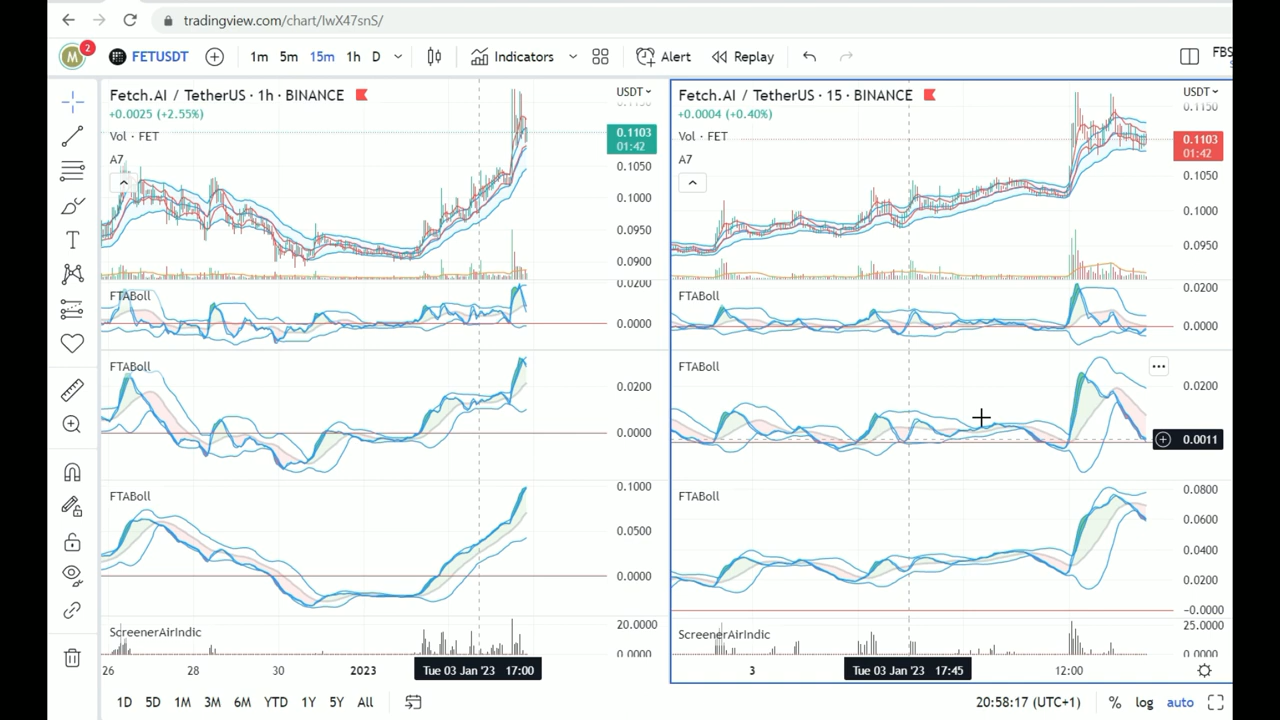 tradingview.com/chart/IwX47snS/
M 2 FETUSDT 1m 5m 15m 1h D Indicators Alert Replay FBS
Fetch.AI / TetherUS · 1h · BINANCE USDT
+0.0025 (+2.55%)
Vol · FET
A7
0.1103
01:42
0.1050
0.1000
0.0950
0.0900
FTABoll
0.0200
0.0000
FTABoll
0.0200
0.0000
FTABoll
0.1000
0.0500
0.0000
ScreenerAirIndic
20.0000
0.0000
26 28 30 2023 Tue 03 Jan '23 17:00
Fetch.AI / TetherUS · 15 · BINANCE USDT
0.1150
+0.0004 (+0.40%)
Vol · FET
A7
0.1103
01:42
0.1050
0.1000
0.0950
FTABoll
0.0200
0.0000
FTABoll
0.0200
0.0011
FTABoll
0.0800
0.0600
0.0400
0.0200
−0.0000
ScreenerAirIndic
25.0000
0.0000
3 Tue 03 Jan '23 17:45 12:00
1D 5D 1M 3M 6M YTD 1Y 5Y All 20:58:17 (UTC+1) % log auto